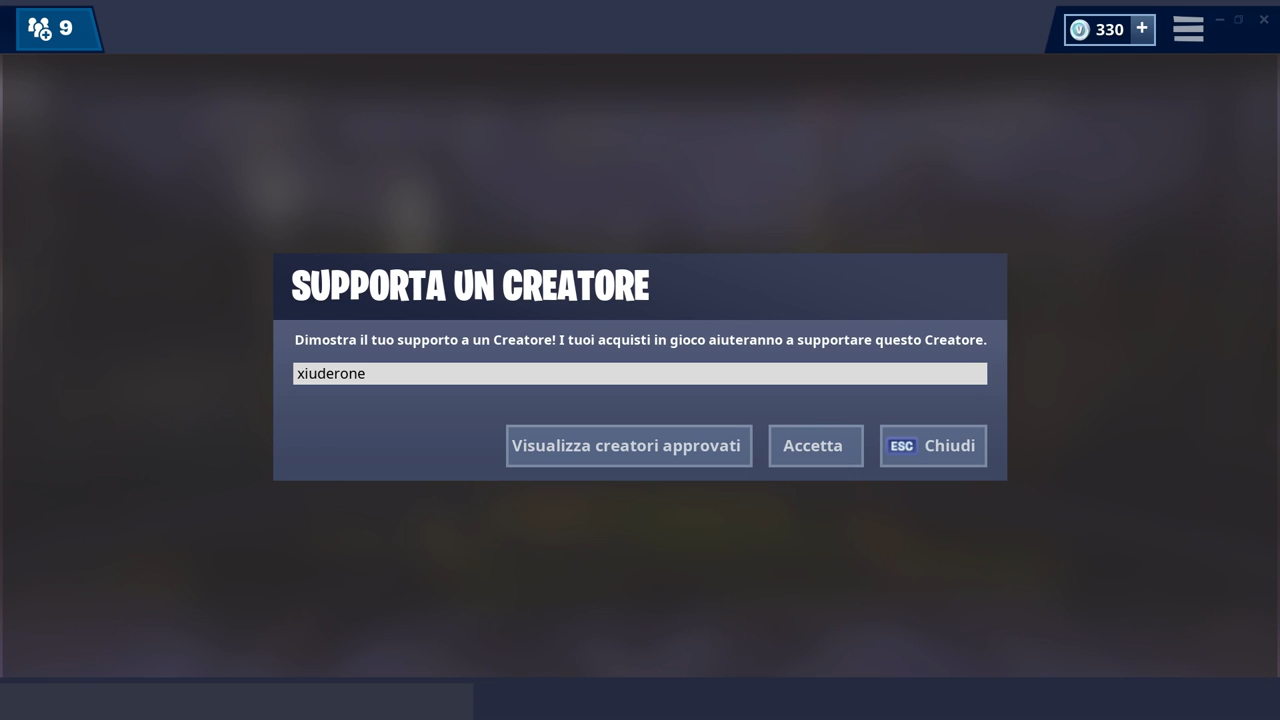 9
330 +
SUPPORTA UN CREATORE
Dimostra il tuo supporto a un Creatore! I tuoi acquisti in gioco aiuteranno a supportare questo Creatore.
xiuderone
Visualizza creatori approvati
Accetta
ESC Chiudi